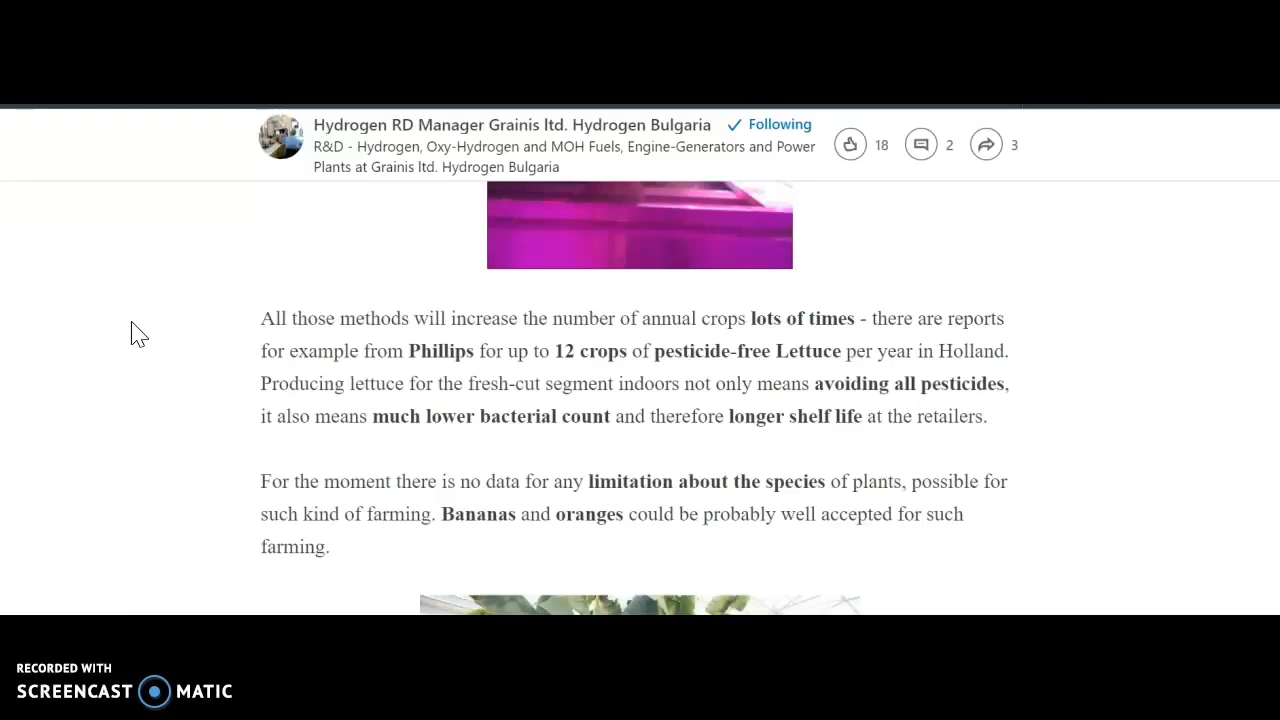 Hydrogen RD Manager Grainis ltd. Hydrogen Bulgaria Following
R&D - Hydrogen, Oxy-Hydrogen and MOH Fuels, Engine-Generators and Power
Plants at Grainis ltd. Hydrogen Bulgaria
18 2 3
All those methods will increase the number of annual crops lots of times - there are reports
for example from Phillips for up to 12 crops of pesticide-free Lettuce per year in Holland.
Producing lettuce for the fresh-cut segment indoors not only means avoiding all pesticides,
it also means much lower bacterial count and therefore longer shelf life at the retailers.
For the moment there is no data for any limitation about the species of plants, possible for
such kind of farming. Bananas and oranges could be probably well accepted for such
farming.
RECORDED WITH
SCREENCAST MATIC